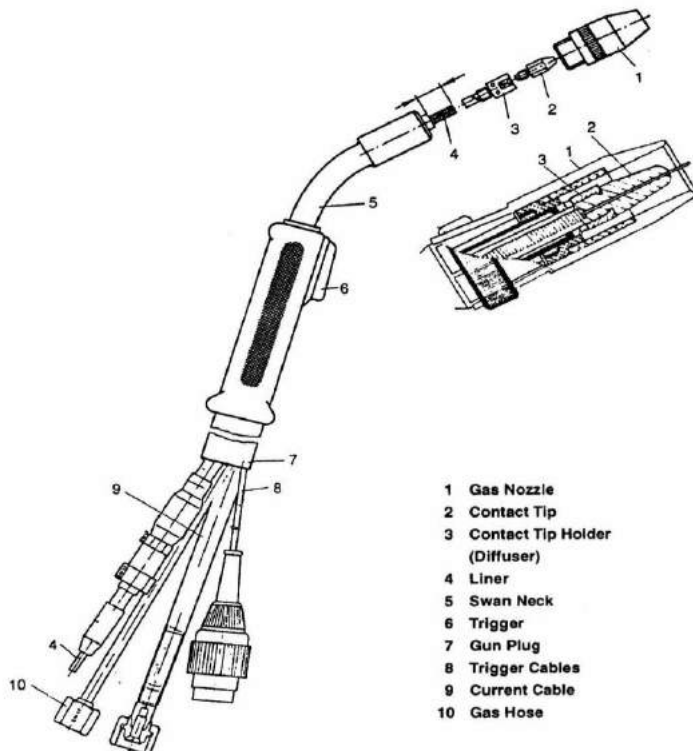 1
2
3
4
1
2
3
5
6
7
8
9
4
10
1 Gas Nozzle
2 Contact Tip
3 Contact Tip Holder
(Diffuser)
4 Liner
5 Swan Neck
6 Trigger
7 Gun Plug
8 Trigger Cables
9 Current Cable
10 Gas Hose